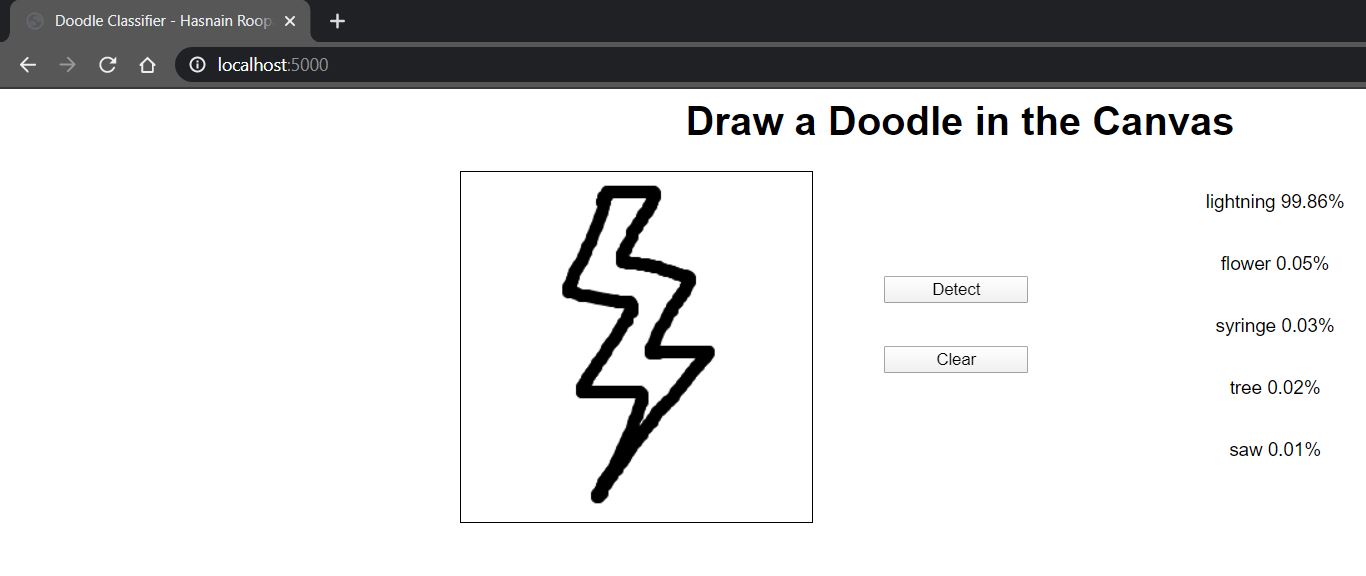 Doodle Classifier - Hasnain Roop
localhost:5000
Draw a Doodle in the Canvas
lightning 99.86%
flower 0.05%
Detect
syringe 0.03%
Clear
tree 0.02%
saw 0.01%